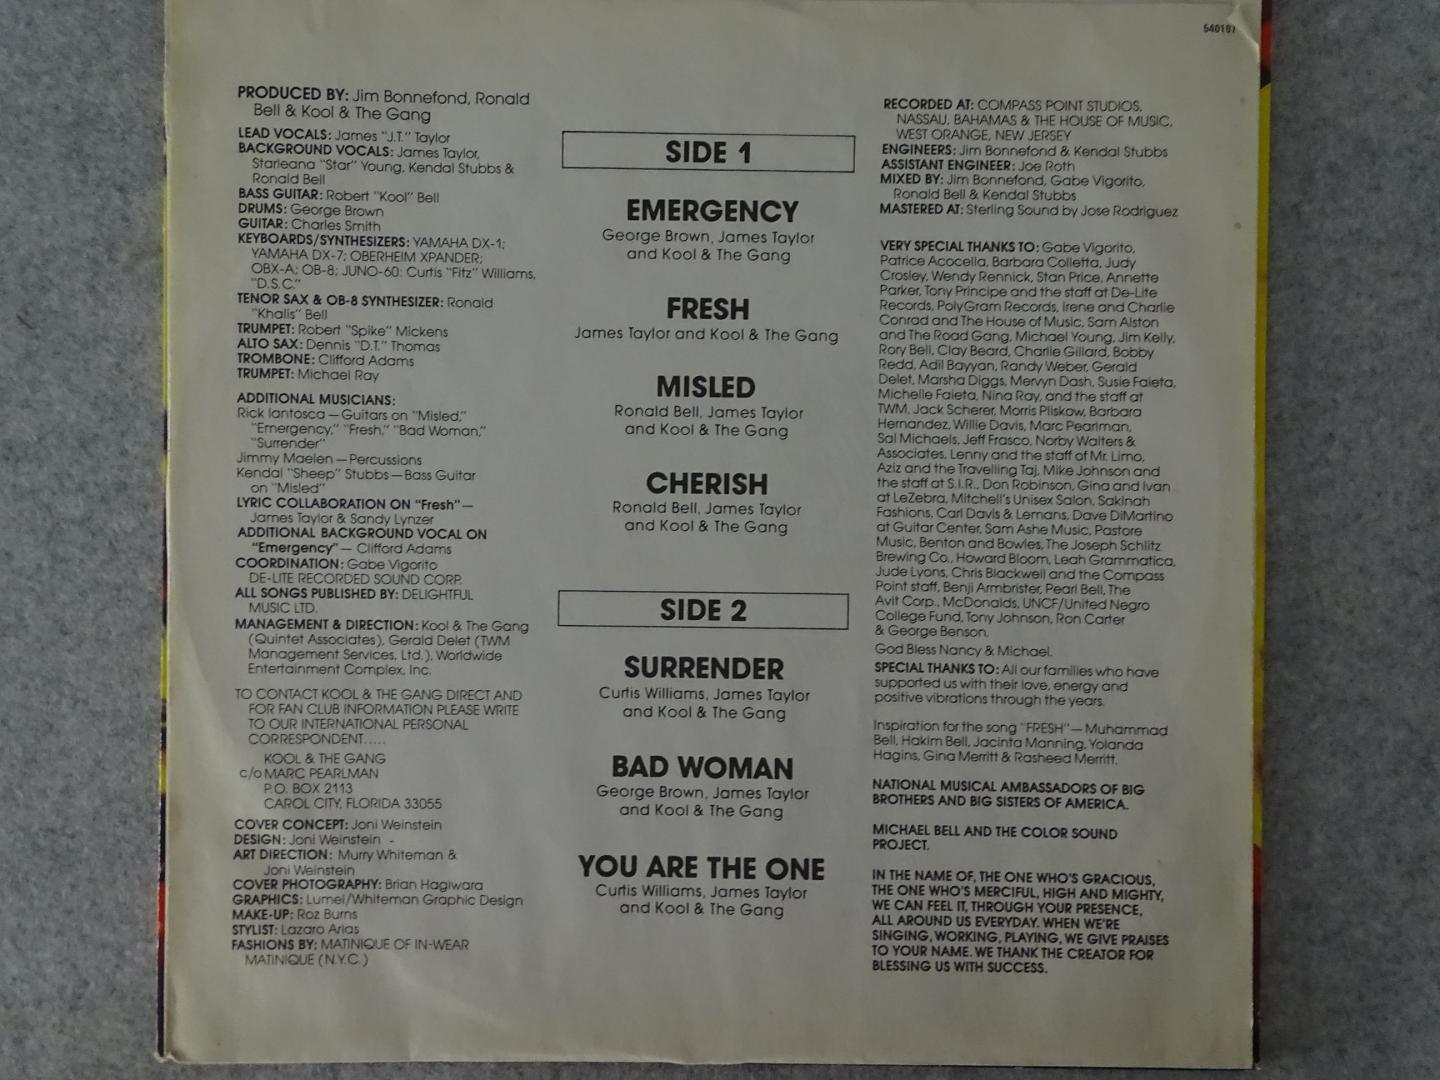 540107
PRODUCED BY: Jim Bonnefond, Ronald
Bell & Kool & The Gang
LEAD VOCALS: James "J.T." Taylor
BACKGROUND VOCALS: James Taylor,
Starleana "Star" Young, Kendal Stubbs &
Ronald Bell
BASS GUITAR: Robert "Kool" Bell
DRUMS: George Brown
GUITAR: Charles Smith
KEYBOARDS/SYNTHESIZERS: YAMAHA DX-1;
YAMAHA DX-7; OBERHEIM XPANDER;
OBX-A; OB-8; JUNO-60: Curtis "Fitz" Williams,
"D.S.C."
TENOR SAX & OB-8 SYNTHESIZER: Ronald
"Khalis" Bell
TRUMPET: Robert "Spike" Mickens
ALTO SAX: Dennis "D.T." Thomas
TROMBONE: Clifford Adams
TRUMPET: Michael Ray
ADDITIONAL MUSICIANS:
Rick Iantosca — Guitars on "Misled,"
"Emergency," "Fresh," "Bad Woman,"
"Surrender"
Jimmy Maelen — Percussions
Kendal "Sheep" Stubbs — Bass Guitar
on "Misled"
LYRIC COLLABORATION ON "Fresh" —
James Taylor & Sandy Lynzer
ADDITIONAL BACKGROUND VOCAL ON
"Emergency" — Clifford Adams
COORDINATION: Gabe Vigorito
DE-LITE RECORDED SOUND CORP.
ALL SONGS PUBLISHED BY: DELIGHTFUL
MUSIC LTD.
MANAGEMENT & DIRECTION: Kool & The Gang
(Quintet Associates), Gerald Delet (TWM
Management Services, Ltd.), Worldwide
Entertainment Complex, Inc.
TO CONTACT KOOL & THE GANG DIRECT AND
FOR FAN CLUB INFORMATION PLEASE WRITE
TO OUR INTERNATIONAL PERSONAL
CORRESPONDENT.....
KOOL & THE GANG
c/o MARC PEARLMAN
P.O. BOX 2113
CAROL CITY, FLORIDA 33055
COVER CONCEPT: Joni Weinstein
DESIGN: Joni Weinstein -
ART DIRECTION: Murry Whiteman &
Joni Weinstein
COVER PHOTOGRAPHY: Brian Hagiwara
GRAPHICS: Lumel/Whiteman Graphic Design
MAKE-UP: Roz Burns
STYLIST: Lazaro Arias
FASHIONS BY: MATINIQUE OF IN-WEAR
MATINIQUE (N.Y.C.)
SIDE 1
EMERGENCY
George Brown, James Taylor
and Kool & The Gang
FRESH
James Taylor and Kool & The Gang
MISLED
Ronald Bell, James Taylor
and Kool & The Gang
CHERISH
Ronald Bell, James Taylor
and Kool & The Gang
SIDE 2
SURRENDER
Curtis Williams, James Taylor
and Kool & The Gang
BAD WOMAN
George Brown, James Taylor
and Kool & The Gang
YOU ARE THE ONE
Curtis Williams, James Taylor
and Kool & The Gang
RECORDED AT: COMPASS POINT STUDIOS,
NASSAU, BAHAMAS & THE HOUSE OF MUSIC,
WEST ORANGE, NEW JERSEY
ENGINEERS: Jim Bonnefond & Kendal Stubbs
ASSISTANT ENGINEER: Joe Roth
MIXED BY: Jim Bonnefond, Gabe Vigorito,
Ronald Bell & Kendal Stubbs
MASTERED AT: Sterling Sound by Jose Rodriguez
VERY SPECIAL THANKS TO: Gabe Vigorito,
Patrice Acocella, Barbara Colletta, Judy
Crosley, Wendy Rennick, Stan Price, Annette
Parker, Tony Principe and the staff at De-Lite
Records, PolyGram Records, Irene and Charlie
Conrad and The House of Music, Sam Alston
and The Road Gang, Michael Young, Jim Kelly,
Rory Bell, Clay Beard, Charlie Gillard, Bobby
Redd, Adil Bayyan, Randy Weber, Gerald
Delet, Marsha Diggs, Mervyn Dash, Susie Faieta,
Michelle Faieta, Nina Ray, and the staff at
TWM, Jack Scherer, Morris Pliskow, Barbara
Hernandez, Willie Davis, Marc Pearlman,
Sal Michaels, Jeff Frasco, Norby Walters &
Associates, Lenny and the staff of Mr. Limo,
Aziz and the Travelling Taj, Mike Johnson and
the staff at S.I.R., Don Robinson, Gina and Ivan
at LeZebra, Mitchell's Unisex Salon, Sakinah
Fashions, Carl Davis & Lemans, Dave DiMartino
at Guitar Center, Sam Ashe Music, Pastore
Music, Benton and Bowles, The Joseph Schlitz
Brewing Co., Howard Bloom, Leah Grammatica,
Jude Lyons, Chris Blackwell and the Compass
Point staff, Benji Armbrister, Pearl Bell, The
Avit Corp., McDonalds, UNCF/United Negro
College Fund, Tony Johnson, Ron Carter
& George Benson.
God Bless Nancy & Michael.
SPECIAL THANKS TO: All our families who have
supported us with their love, energy and
positive vibrations through the years.
Inspiration for the song "FRESH" — Muhammad
Bell, Hakim Bell, Jacinta Manning, Yolanda
Hagins, Gina Merritt & Rasheed Merritt.
NATIONAL MUSICAL AMBASSADORS OF BIG
BROTHERS AND BIG SISTERS OF AMERICA.
MICHAEL BELL AND THE COLOR SOUND
PROJECT.
IN THE NAME OF, THE ONE WHO'S GRACIOUS,
THE ONE WHO'S MERCIFUL, HIGH AND MIGHTY,
WE CAN FEEL IT, THROUGH YOUR PRESENCE,
ALL AROUND US EVERYDAY. WHEN WE'RE
SINGING, WORKING, PLAYING, WE GIVE PRAISES
TO YOUR NAME. WE THANK THE CREATOR FOR
BLESSING US WITH SUCCESS.